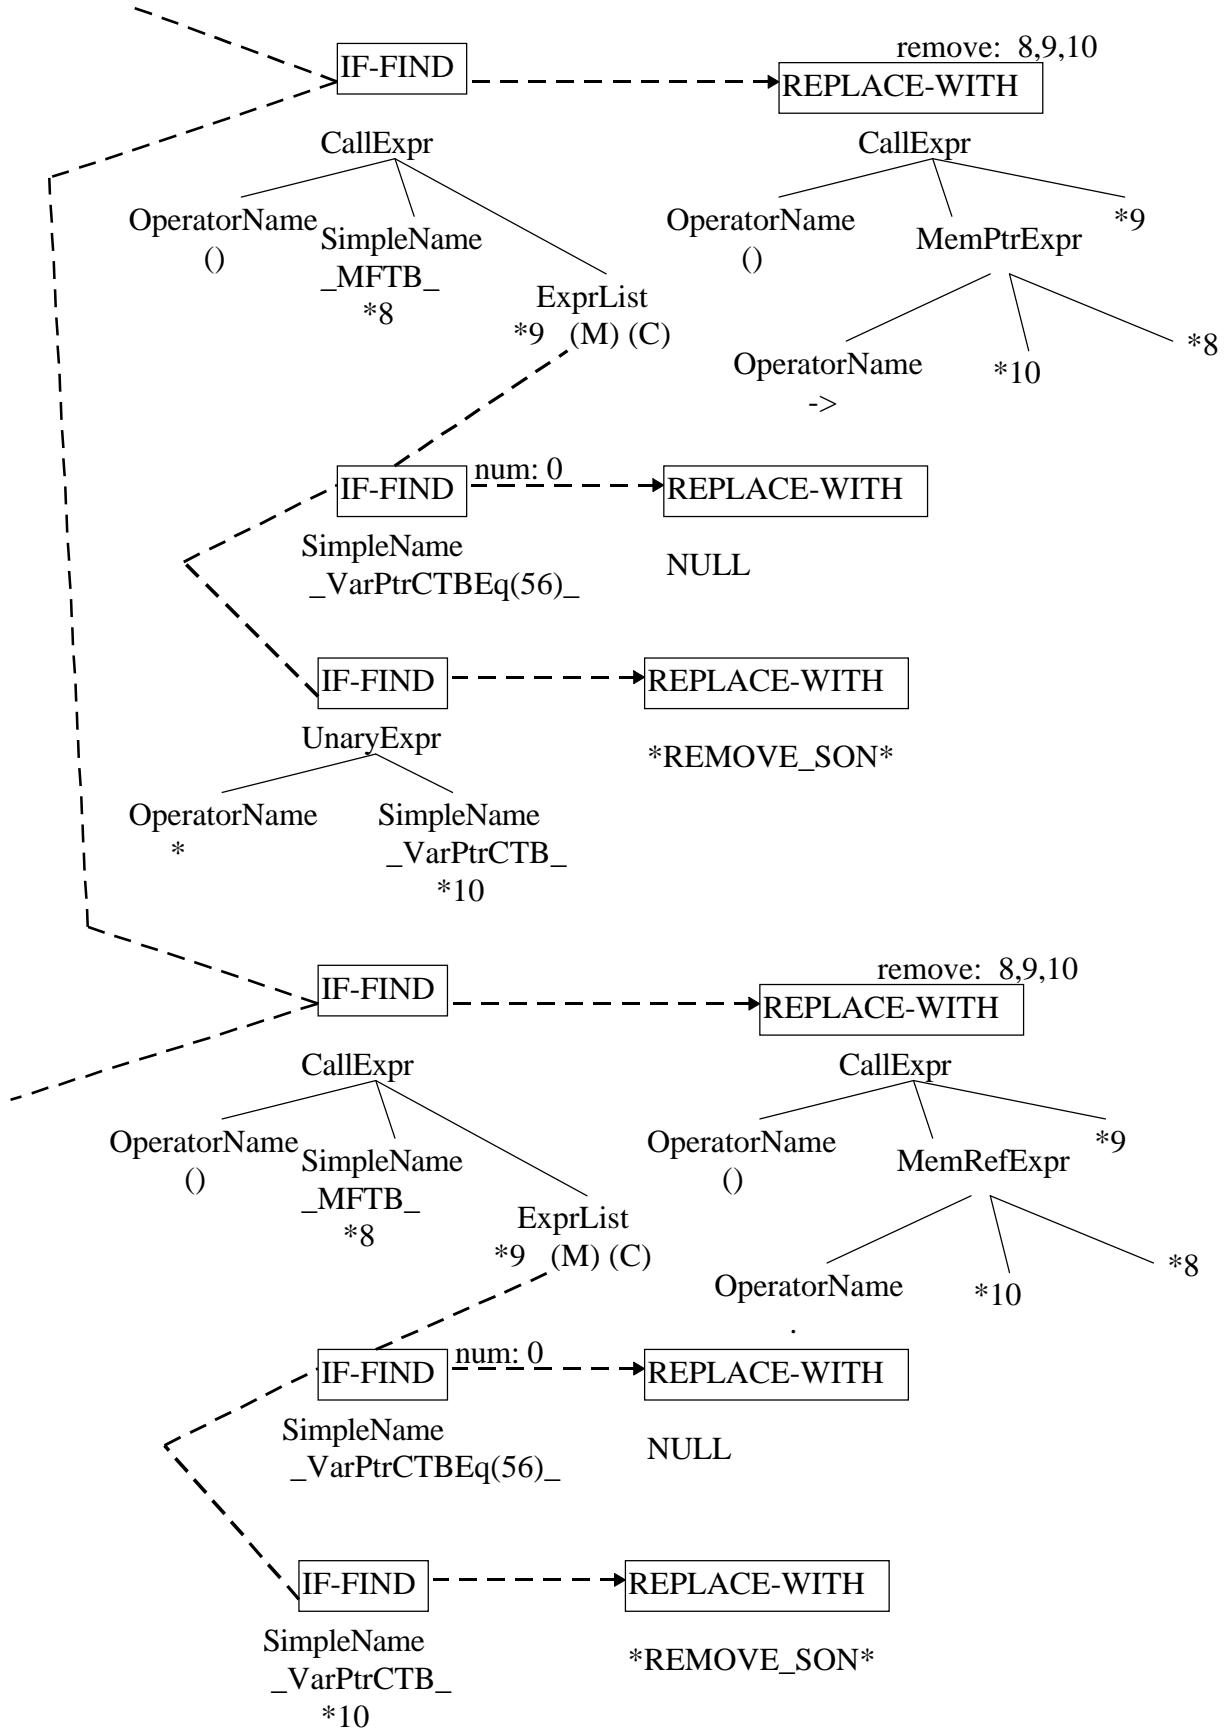 remove:  8,9,10
IF-FIND
REPLACE-WITH
CallExpr
CallExpr
OperatorName
()
SimpleName
_MFTB_
*8
ExprList
*9 (M) (C)
OperatorName
()
MemPtrExpr
*9
OperatorName
->
*10
*8
IF-FIND
num: 0
REPLACE-WITH
SimpleName
_VarPtrCTBEq(56)_
NULL
IF-FIND
REPLACE-WITH
UnaryExpr
*REMOVE_SON*
OperatorName
*
SimpleName
_VarPtrCTB_
*10
remove:  8,9,10
IF-FIND
REPLACE-WITH
CallExpr
CallExpr
OperatorName
()
SimpleName
_MFTB_
*8
ExprList
*9 (M) (C)
OperatorName
()
MemRefExpr
*9
OperatorName
.
*10
*8
IF-FIND
num: 0
REPLACE-WITH
SimpleName
_VarPtrCTBEq(56)_
NULL
IF-FIND
REPLACE-WITH
SimpleName
_VarPtrCTB_
*10
*REMOVE_SON*